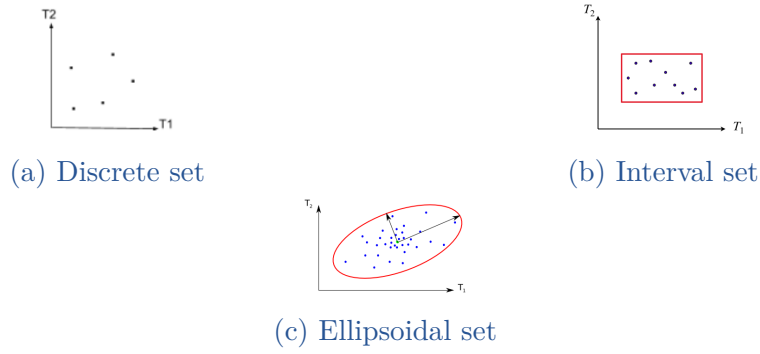 T2
T1
(a) Discrete set
T₂
T₁
(b) Interval set
T₂
T₁
(c) Ellipsoidal set